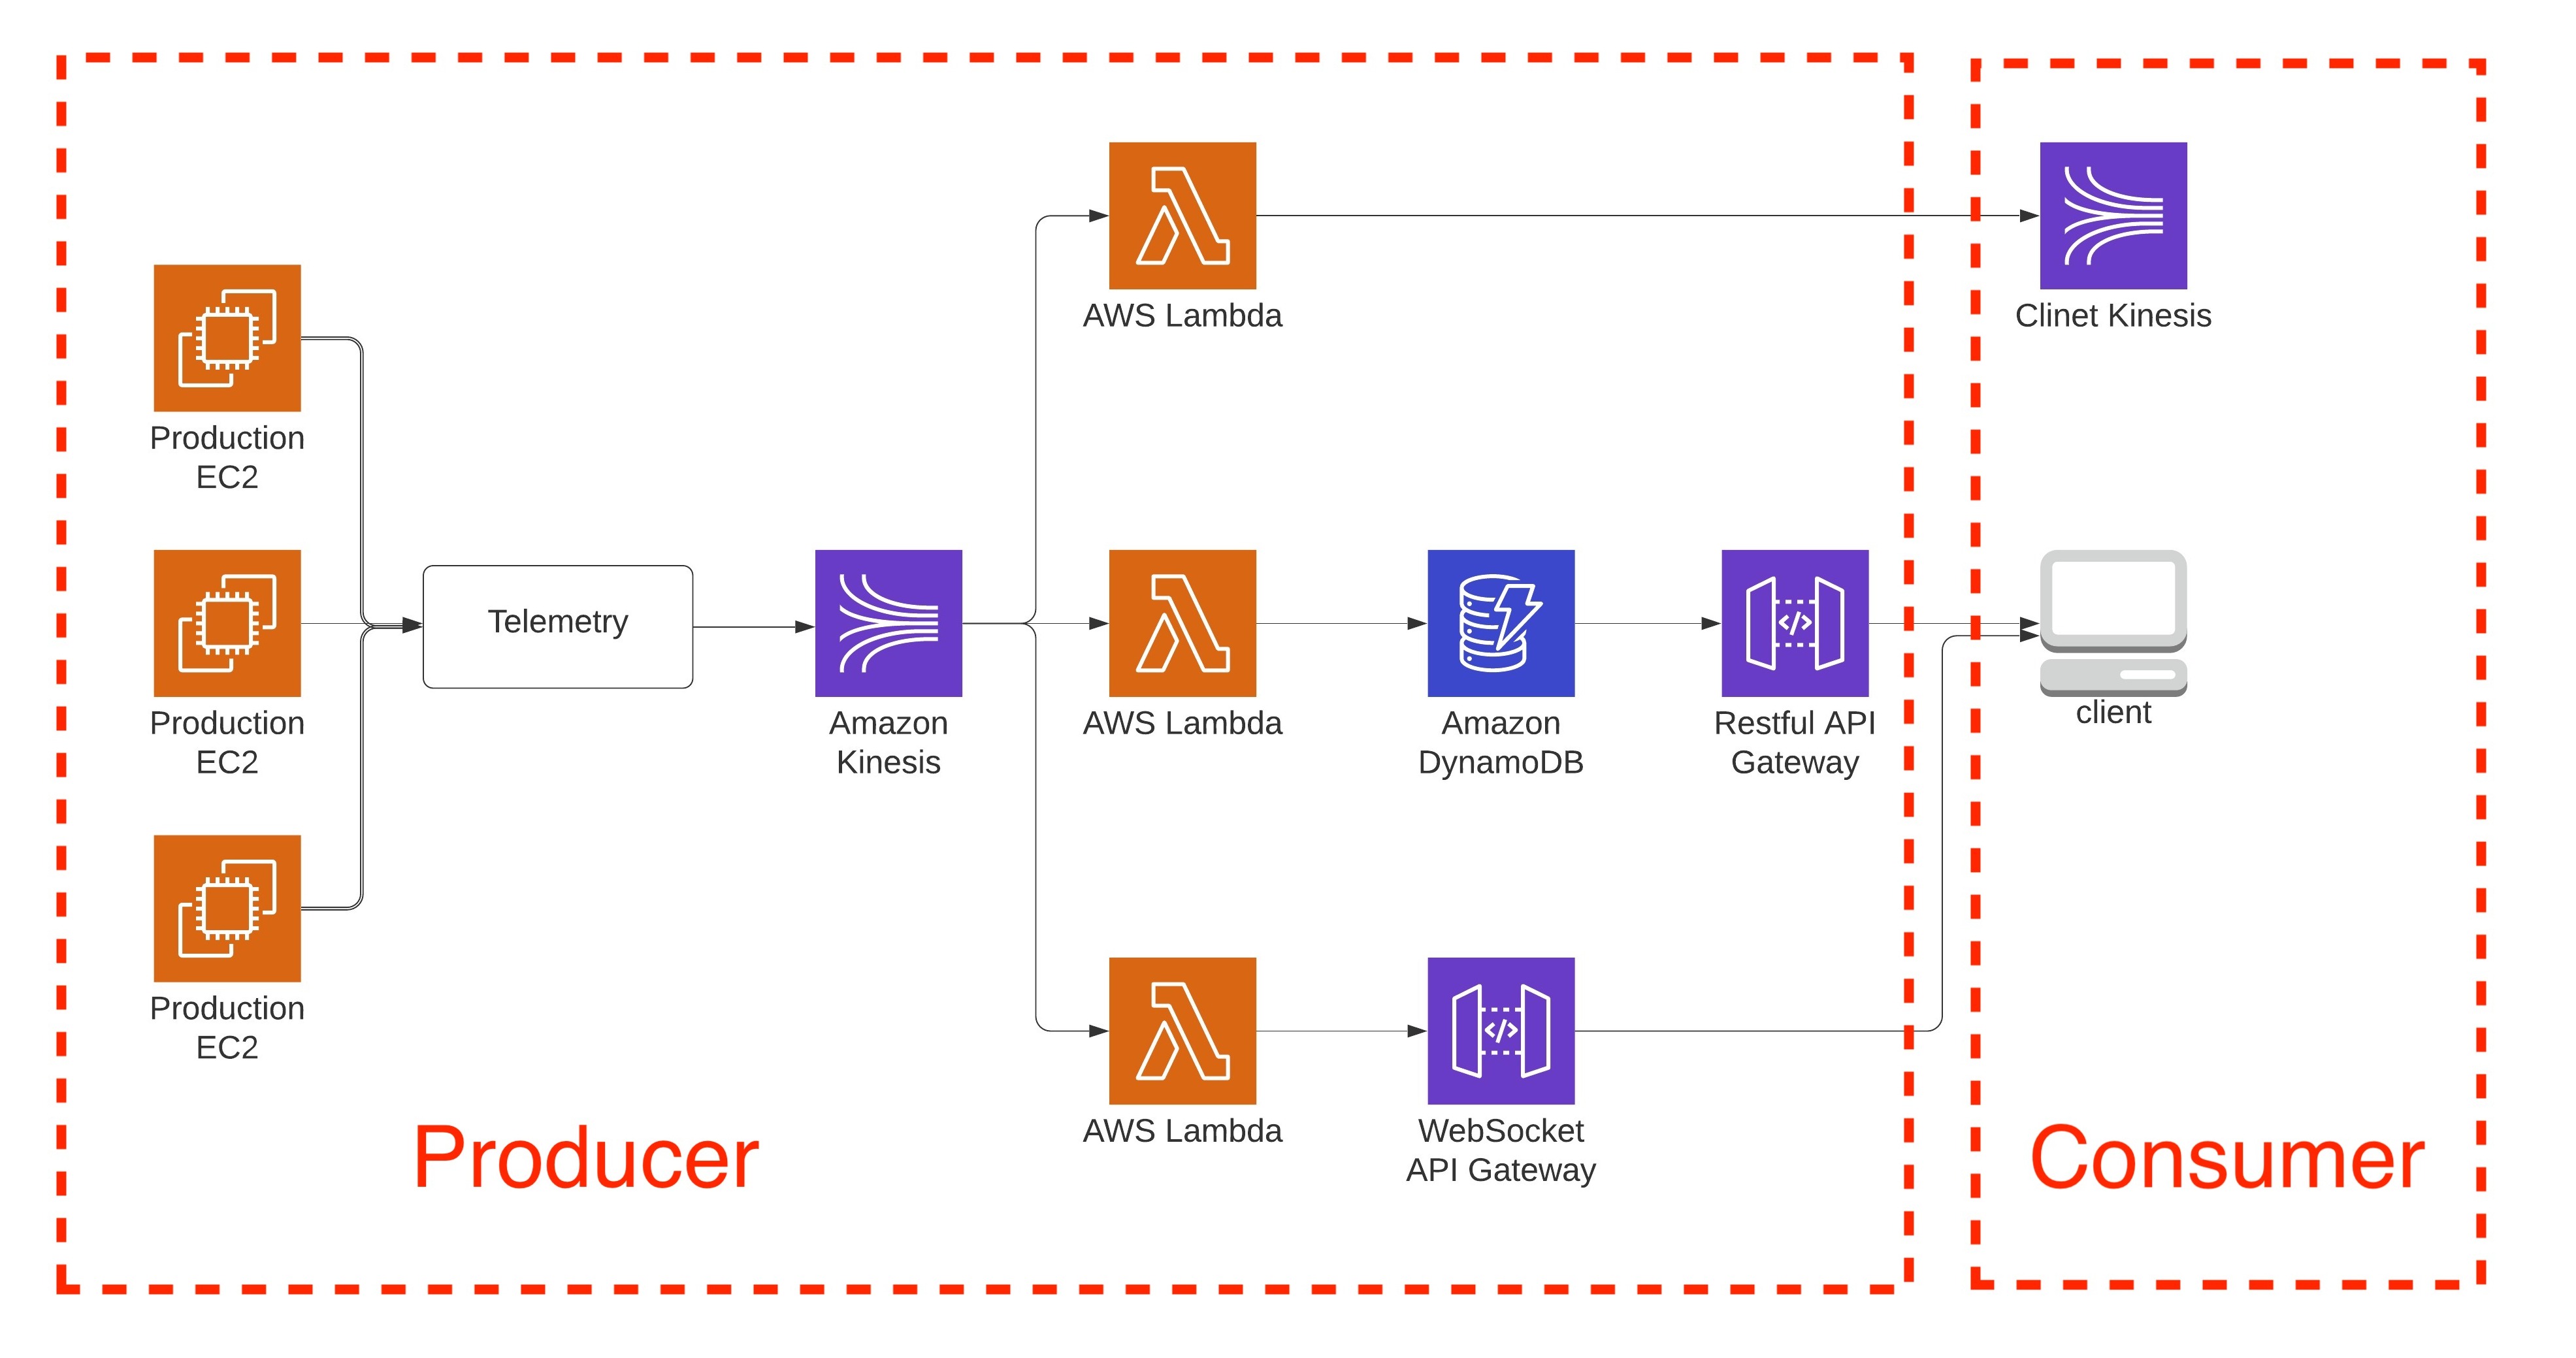 AWS Lambda
Clinet Kinesis
Production
EC2
Telemetry
Production
EC2
Amazon
Kinesis
AWS Lambda
Amazon
DynamoDB
Restful API
Gateway
client
Production
EC2
AWS Lambda
WebSocket
API Gateway
Producer
Consumer